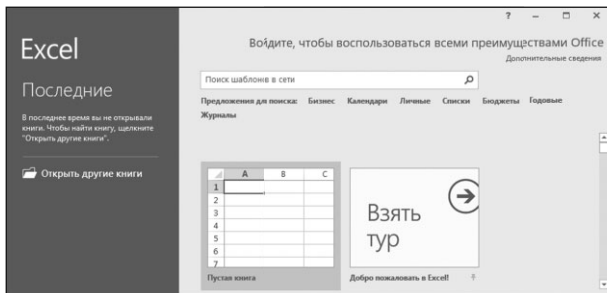 Excel
Последние
В последнее время вы не открывали
книги. Чтобы найти книгу, щелкните
"Открыть другие книги".
Открыть другие книги
?
Войдите, чтобы воспользоваться всеми преимуществами Office
Дополнительные сведения
Поиск шаблонів в сети
Предложения для поиска: Бизнес Календари Личные Списки Бюджеты Годовые
Журналы
A B C
1
2
3
4
5
6
7
Пустая книга
Взять
тур
Добро пожаловать в Excel!